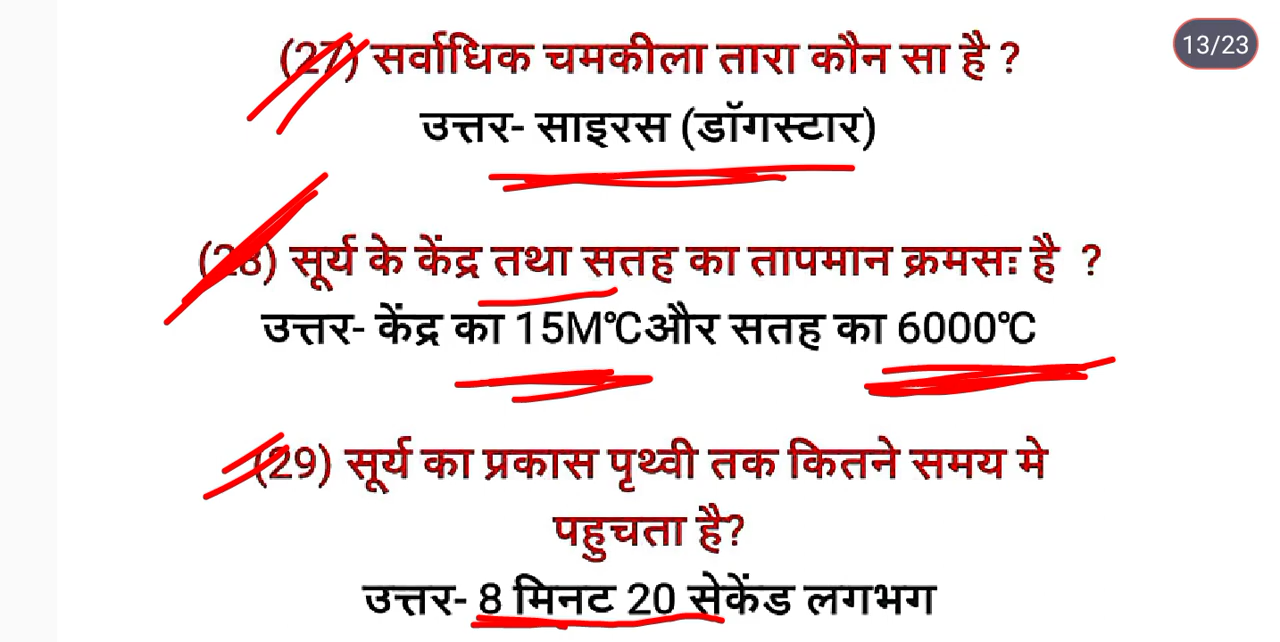 13/23
(27) सर्वाधिक चमकीला तारा कौन सा है ?
उत्तर- साइरस (डॉगस्टार)
(28) सूर्य के केंद्र तथा सतह का तापमान क्रमसः है ?
उत्तर- केंद्र का 15M℃और सतह का 6000℃
(29) सूर्य का प्रकास पृथ्वी तक कितने समय मे
पहुचता है?
उत्तर- 8 मिनट 20 सेकेंड लगभग